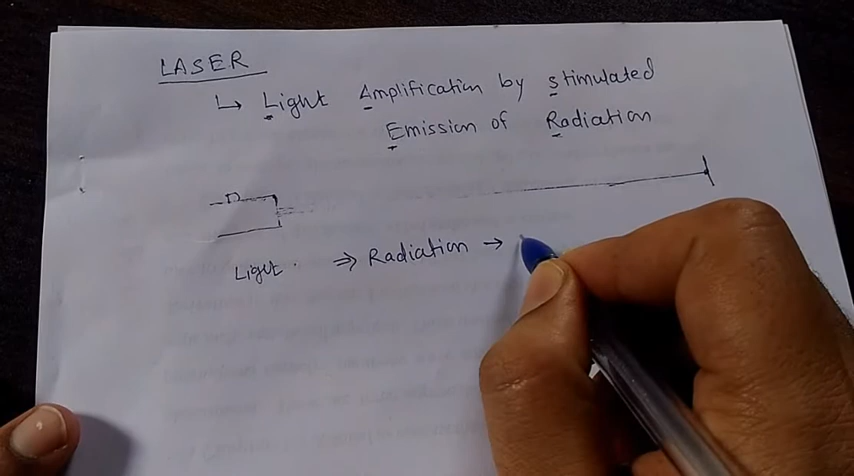 LASER
↳ Light Amplification by stimulated
Emission of Radiation
Light. ⇒ Radiation →